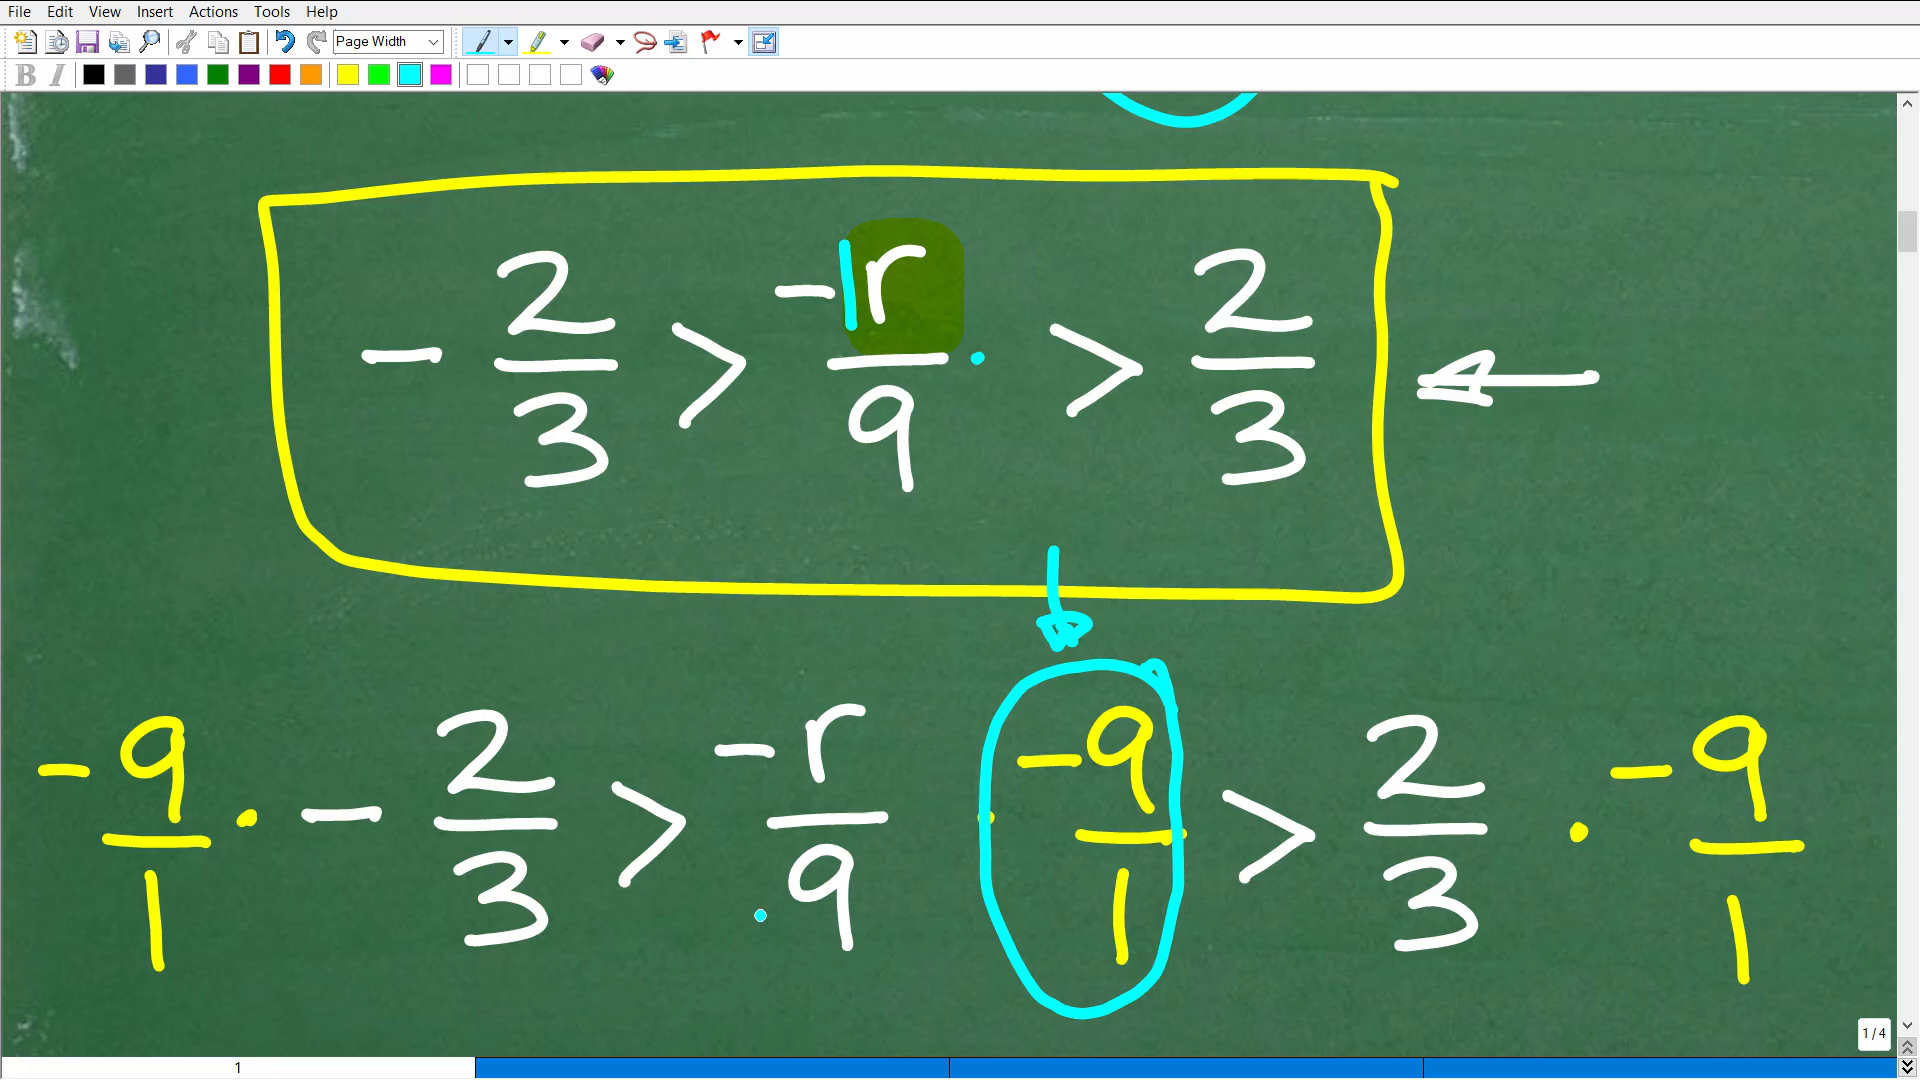 File Edit View Insert Actions Tools Help
Page Width
B I
- 2/3 > -1r/9 · > 2/3
-9/1 · - 2/3 > -r/9 · -9/1 > 2/3 · -9/1
1 / 4
1